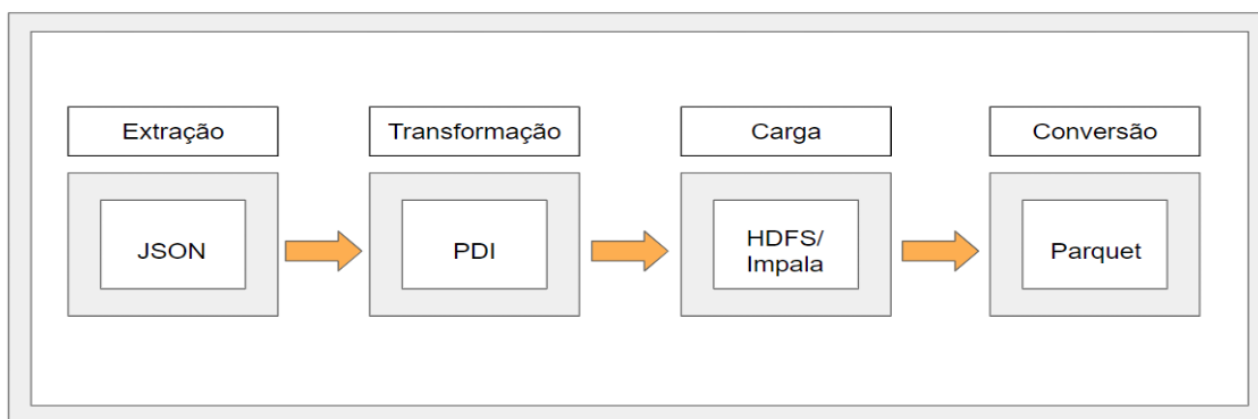 Extração
Transformação
Carga
Conversão
JSON
PDI
HDFS/
Impala
Parquet